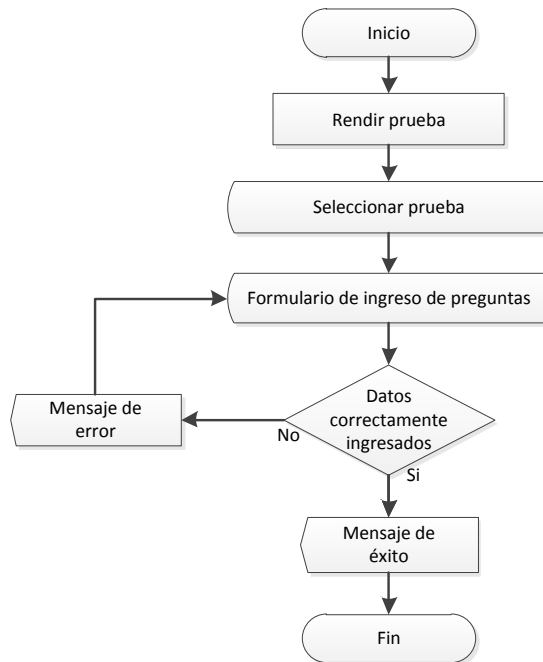 Inicio
Rendir prueba
Seleccionar prueba
Formulario de ingreso de preguntas
Datos
correctamente
ingresados
No
Mensaje de
error
Si
Mensaje de
éxito
Fin